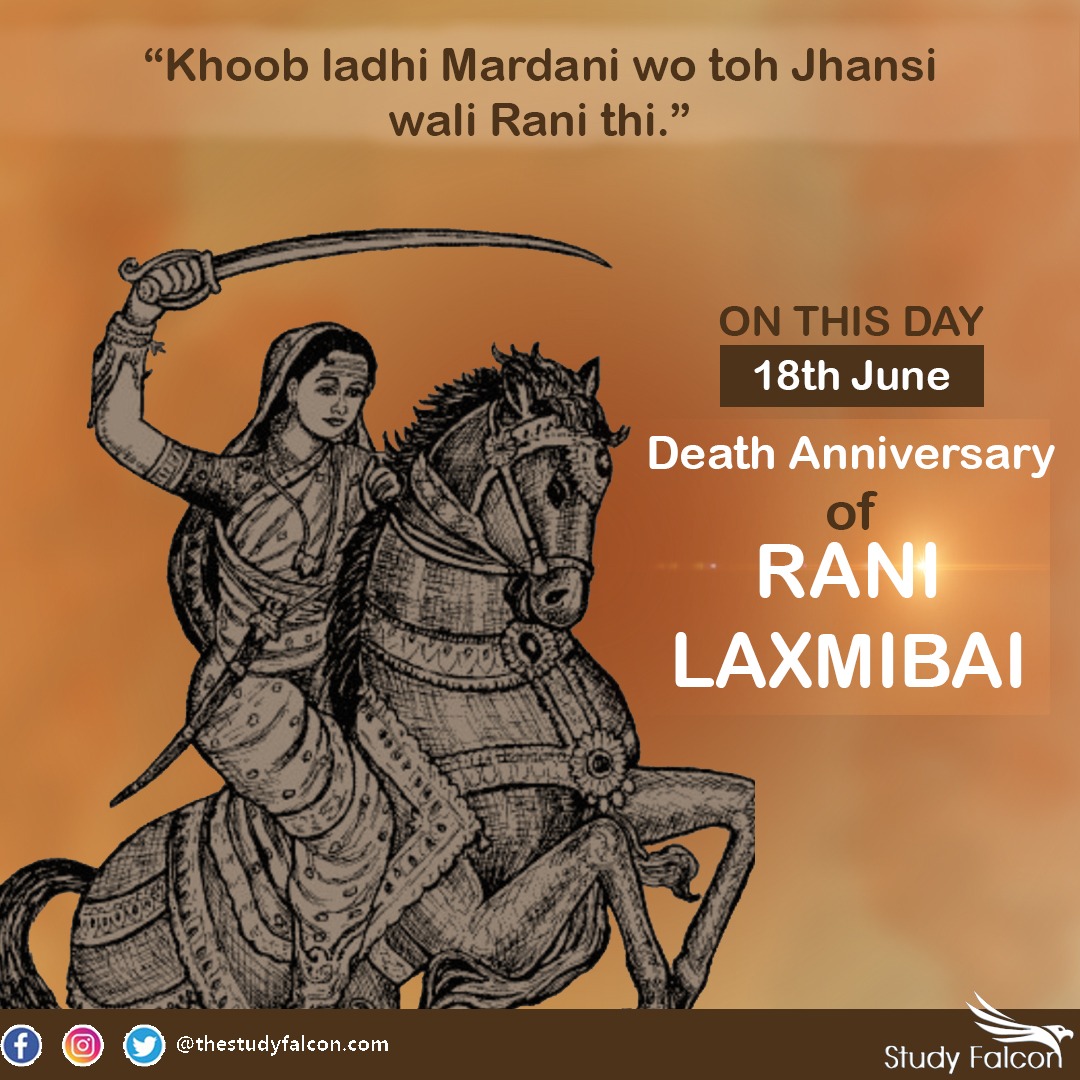 “Khoob ladhi Mardani wo toh Jhansi
wali Rani thi.”
ON THIS DAY
18th June
Death Anniversary
of
RANI
LAXMIBAI
@thestudyfalcon.com
Study Falcon